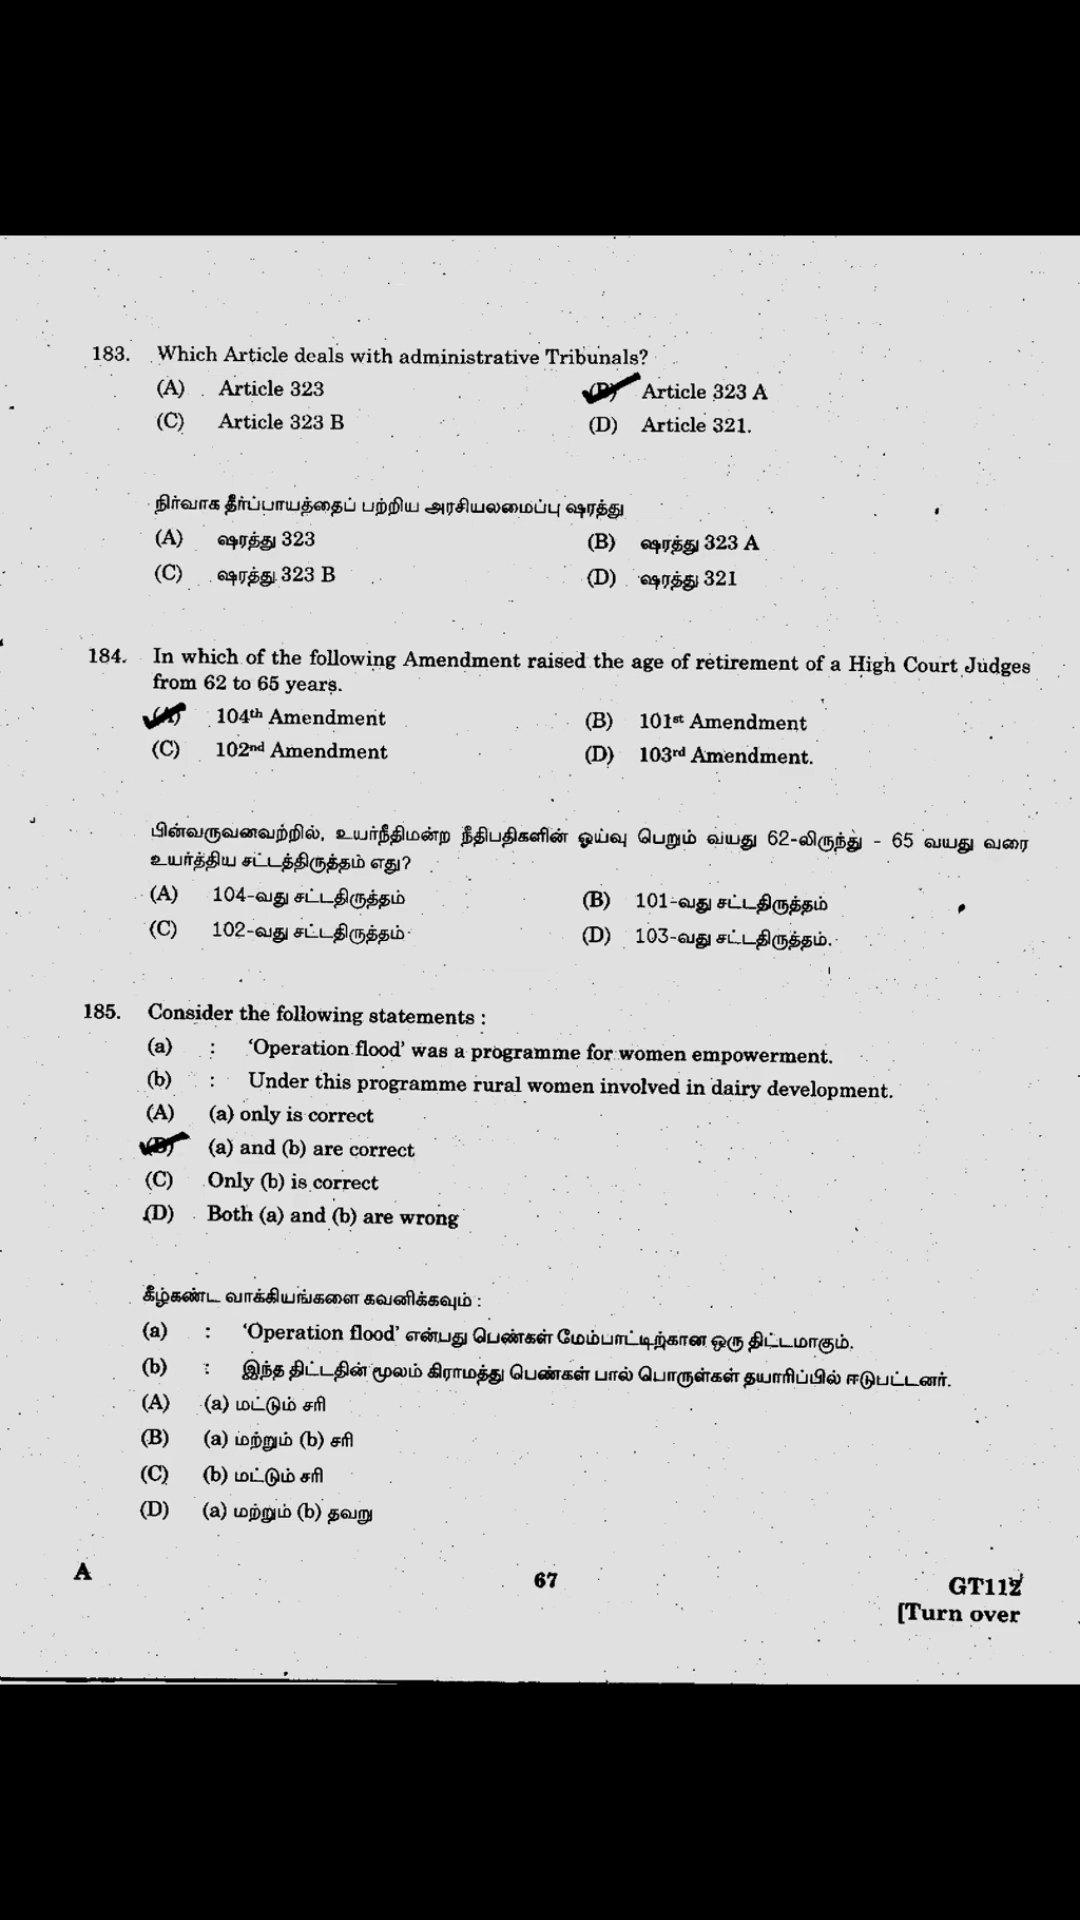 183. Which Article deals with administrative Tribunals?
(A) Article 323
(B) Article 323 A
(C) Article 323 B
(D) Article 321.
நிர்வாக தீர்ப்பாயத்தைப் பற்றிய அரசியலமைப்பு ஷரத்து
(A) ஷரத்து 323
(B) ஷரத்து 323 A
(C) ஷரத்து 323 B
(D) ஷரத்து 321
184. In which of the following Amendment raised the age of retirement of a High Court Judges
from 62 to 65 years.
(A) 104th Amendment
(B) 101st Amendment
(C) 102nd Amendment
(D) 103rd Amendment.
பின்வருவனவற்றில், உயர்நீதிமன்ற நீதிபதிகளின் ஓய்வு பெறும் வயது 62-லிருந்து - 65 வயது வரை
உயர்த்திய சட்டத்திருத்தம் எது?
(A) 104-வது சட்டதிருத்தம்
(B) 101-வது சட்டதிருத்தம்
(C) 102-வது சட்டதிருத்தம்
(D) 103-வது சட்டதிருத்தம்.
185. Consider the following statements :
(a) : 'Operation flood' was a programme for women empowerment.
(b) : Under this programme rural women involved in dairy development.
(A) (a) only is correct
(B) (a) and (b) are correct
(C) Only (b) is correct
(D) Both (a) and (b) are wrong
கீழ்கண்ட வாக்கியங்களை கவனிக்கவும் :
(a) : 'Operation flood' என்பது பெண்கள் மேம்பாட்டிற்கான ஒரு திட்டமாகும்.
(b) : இந்த திட்டதின் மூலம் கிராமத்து பெண்கள் பால் பொருள்கள் தயாரிப்பில் ஈடுபட்டனர்.
(A) (a) மட்டும் சரி
(B) (a) மற்றும் (b) சரி
(C) (b) மட்டும் சரி
(D) (a) மற்றும் (b) தவறு
A
67
GT112
[Turn over